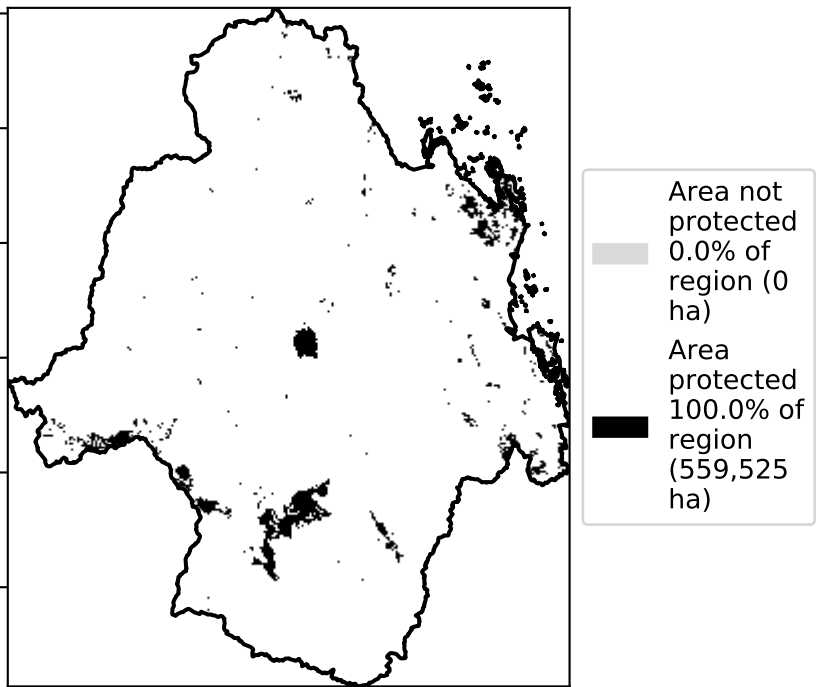 Area not
protected
0.0% of
region (0
ha)
Area
protected
100.0% of
region
(559,525
ha)